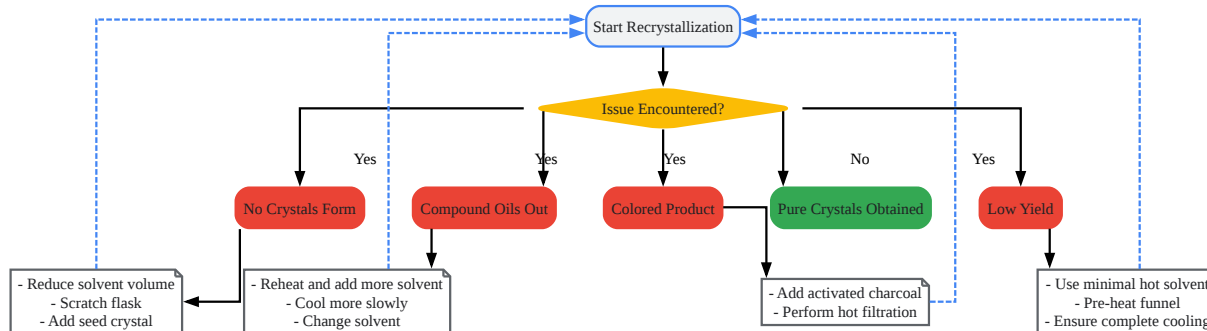 Start Recrystallization
Issue Encountered?
Yes
Yes
Yes
No
Yes
No Crystals Form
Compound Oils Out
Colored Product
Pure Crystals Obtained
Low Yield
- Reduce solvent volume
- Scratch flask
- Add seed crystal
- Reheat and add more solvent
- Cool more slowly
- Change solvent
- Add activated charcoal
- Perform hot filtration
- Use minimal hot solvent
- Pre-heat funnel
- Ensure complete cooling